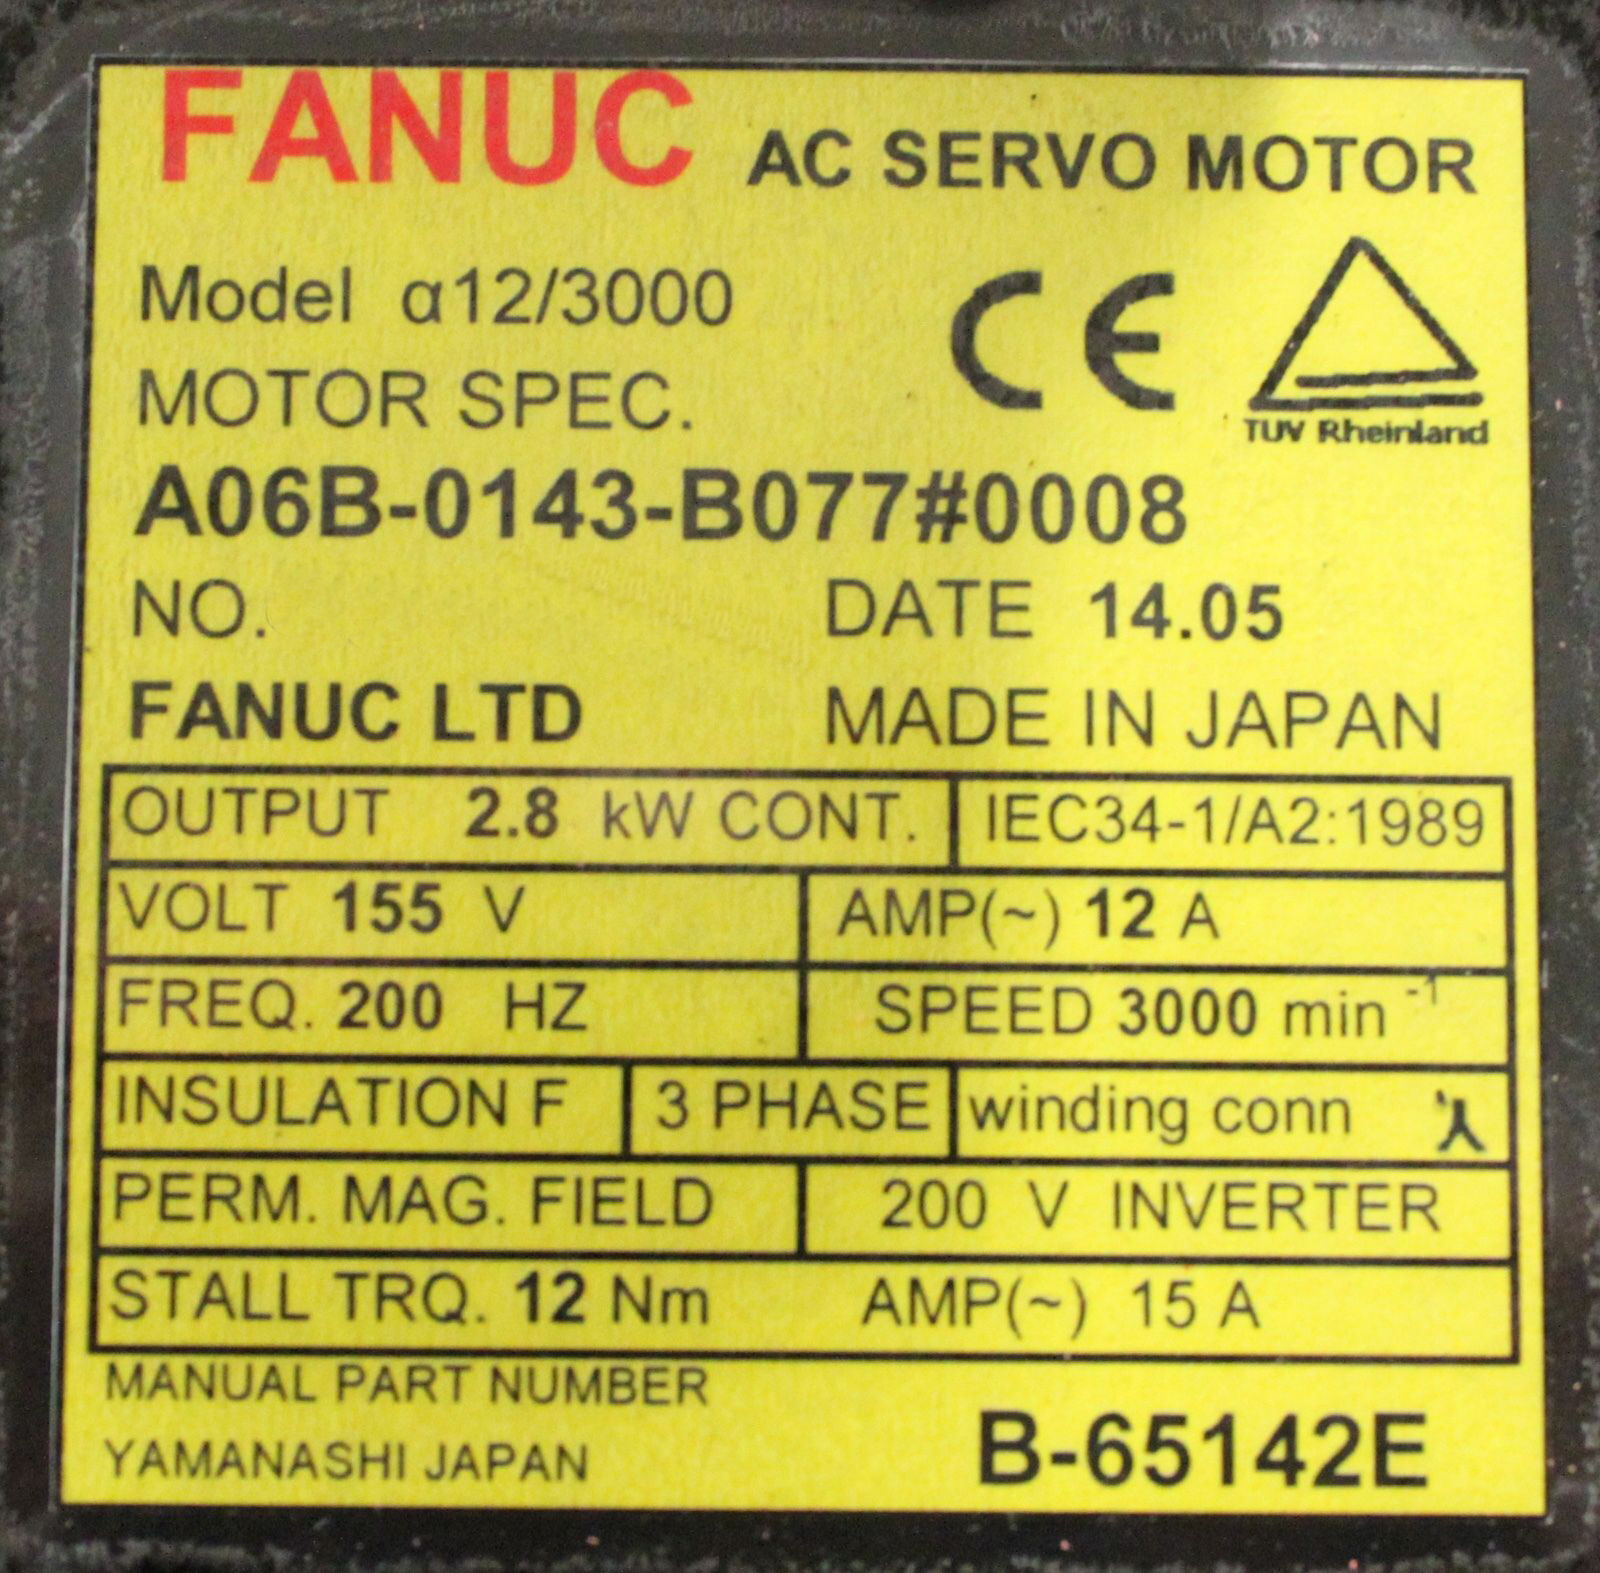 FANUC AC SERVO MOTOR
Model α12/3000
CE
TUV Rheinland
MOTOR SPEC.
A06B-0143-B077#0008
NO. DATE 14.05
FANUC LTD MADE IN JAPAN
OUTPUT 2.8 kW CONT. IEC34-1/A2:1989
VOLT 155 V AMP(~) 12 A
FREQ. 200 HZ SPEED 3000 min -1
INSULATION F 3 PHASE winding conn
PERM. MAG. FIELD 200 V INVERTER
STALL TRQ. 12 Nm AMP(~) 15 A
MANUAL PART NUMBER
YAMANASHI JAPAN B-65142E